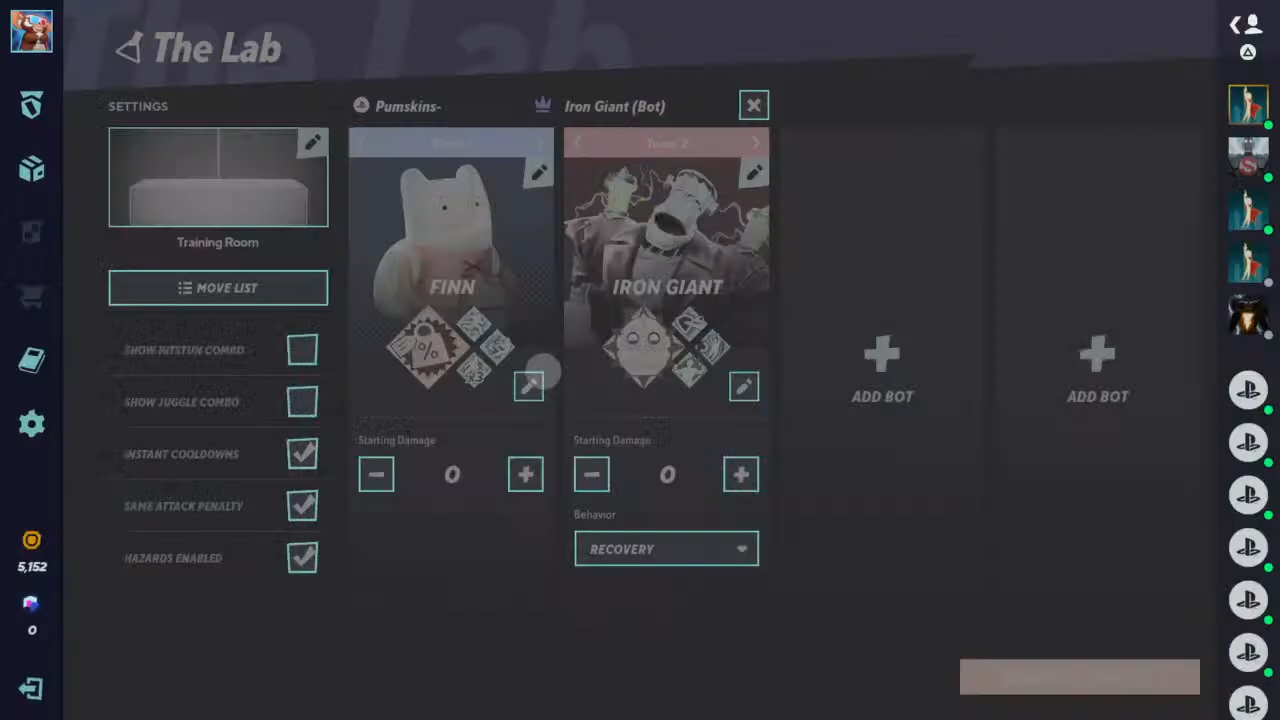 The Lab
SETTINGS
Pumskins-
Iron Giant (Bot)
Team 2
Training Room
MOVE LIST
FINN
IRON GIANT
SHOW HITSTUN COMBO
SHOW JUGGLE COMBO
INSTANT COOLDOWNS
SAME ATTACK PENALTY
HAZARDS ENABLED
Starting Damage
0
Starting Damage
0
Behavior
RECOVERY
ADD BOT
ADD BOT
5,152
0